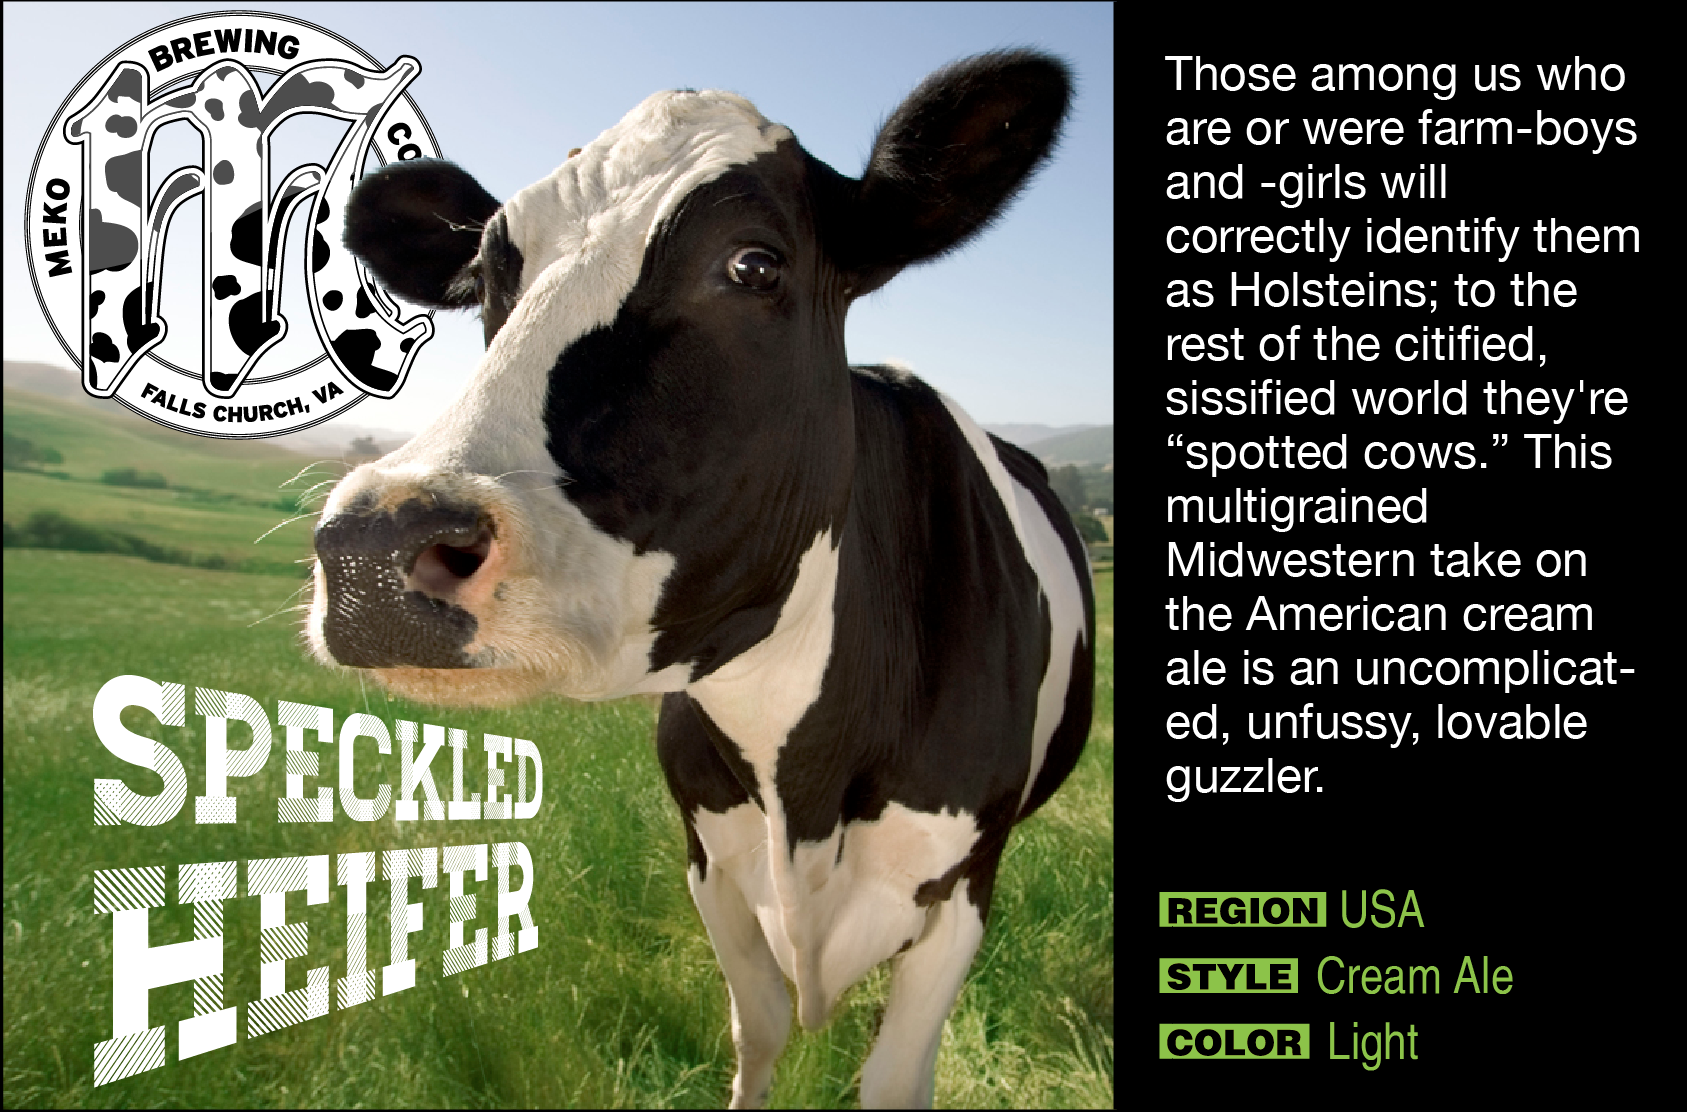 BREWING
MEKO
CO
FALLS CHURCH, VA
SPECKLED
HEIFER
Those among us who
are or were farm-boys
and -girls will
correctly identify them
as Holsteins; to the
rest of the citified,
sissified world they're
“spotted cows.” This
multigrained
Midwestern take on
the American cream
ale is an uncomplicat-
ed, unfussy, lovable
guzzler.
REGION USA
STYLE Cream Ale
COLOR Light